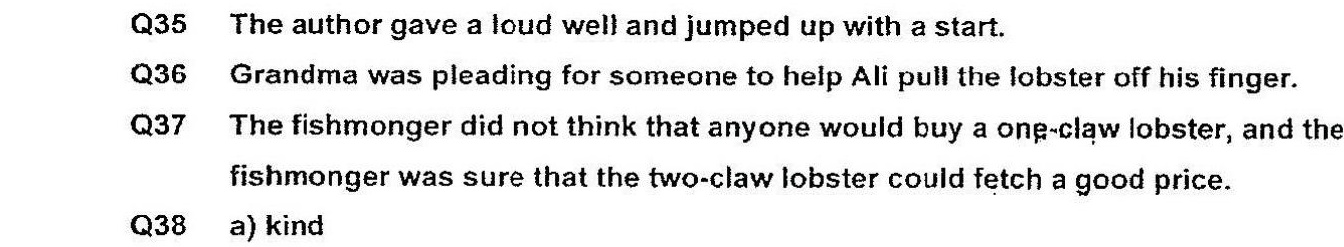 Q35 The author gave a loud well and jumped up with a start.
Q36 Grandma was pleading for someone to help Ali pull the lobster off his finger.
Q37 The fishmonger did not think that anyone would buy a one-claw lobster, and the
fishmonger was sure that the two-claw lobster could fetch a good price.
Q38 a) kind